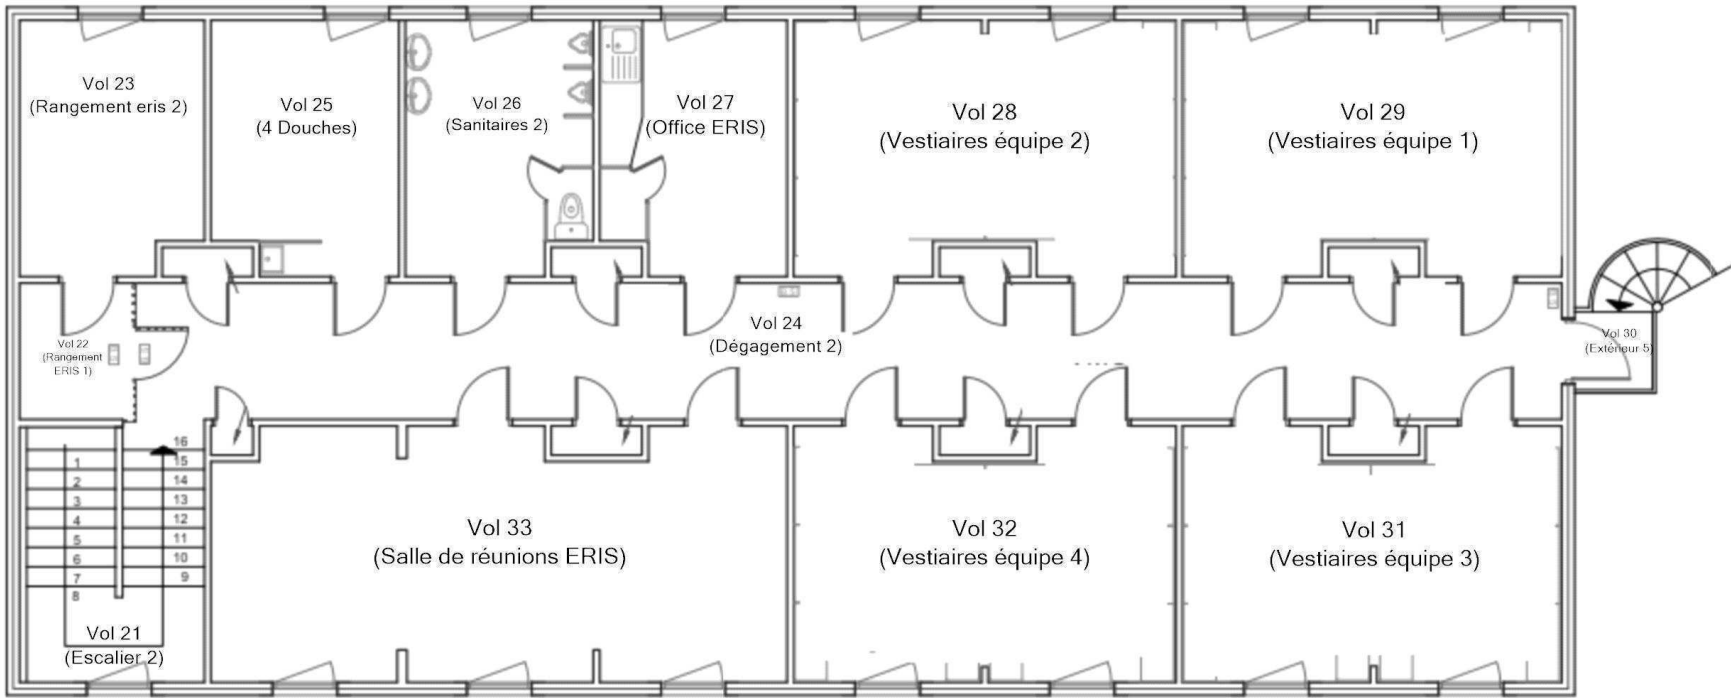 Vol 23
(Rangement eris 2)
Vol 25
(4 Douches)
Vol 26
(Sanitaires 2)
Vol 27
(Office ERIS)
Vol 28
(Vestiaires équipe 2)
Vol 29
(Vestiaires équipe 1)
Vol 22
(Rangement
ERIS 1)
Vol 24
(Dégagement 2)
Vol 30
(Extérieur 5)
1
2
3
4
5
6
7
8
16
15
14
13
12
11
10
9
Vol 21
(Escalier 2)
Vol 33
(Salle de réunions ERIS)
Vol 32
(Vestiaires équipe 4)
Vol 31
(Vestiaires équipe 3)